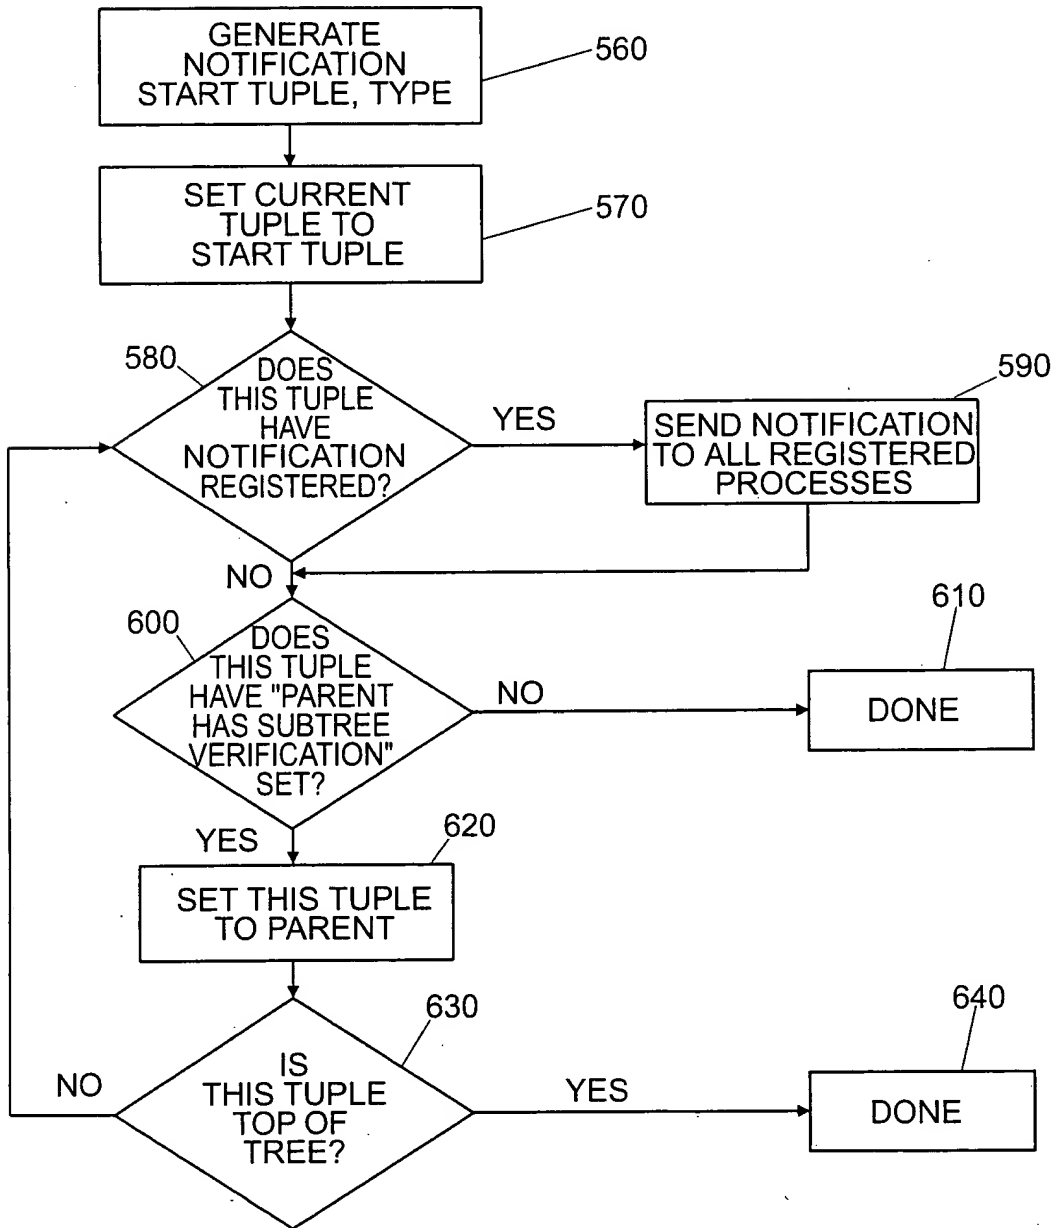 GENERATE
NOTIFICATION
START TUPLE, TYPE
560
SET CURRENT
TUPLE TO
START TUPLE
570
580
DOES
THIS TUPLE
HAVE
NOTIFICATION
REGISTERED?
YES
590
SEND NOTIFICATION
TO ALL REGISTERED
PROCESSES
NO
600
DOES
THIS TUPLE
HAVE "PARENT
HAS SUBTREE
VERIFICATION"
SET?
NO
610
DONE
YES
620
SET THIS TUPLE
TO PARENT
630
IS
THIS TUPLE
TOP OF
TREE?
NO
YES
640
DONE